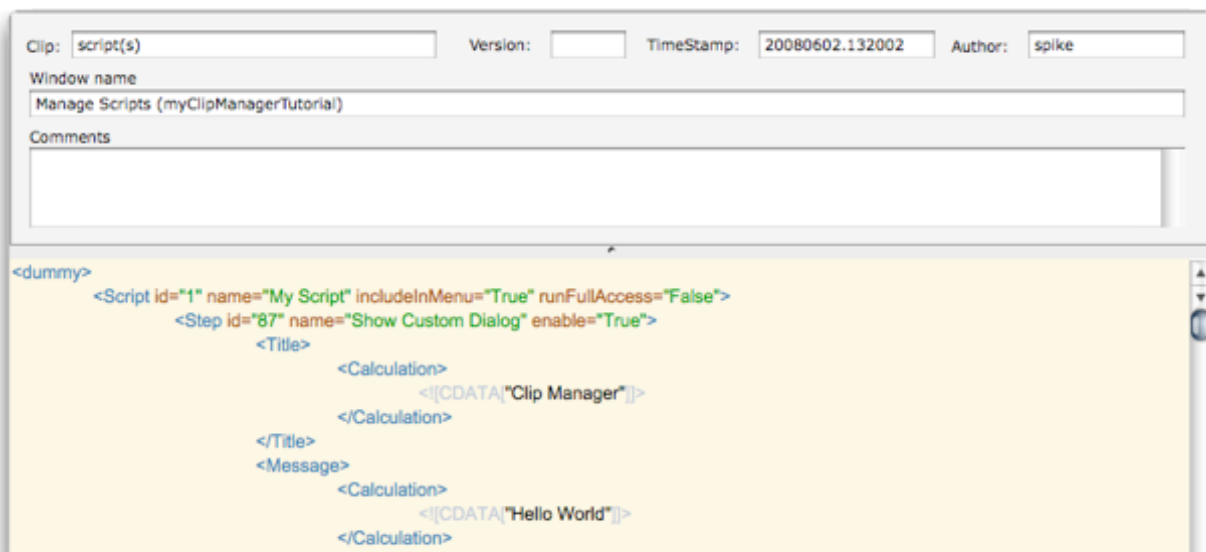 Clip: script(s) Version: TimeStamp: 20080602.132002 Author: spike
Window name
Manage Scripts (myClipManagerTutorial)
Comments
<dummy>
<Script id="1" name="My Script" includeInMenu="True" runFullAccess="False">
<Step id="87" name="Show Custom Dialog" enable="True">
<Title>
<Calculation>
<![CDATA["Clip Manager"]]>
</Calculation>
</Title>
<Message>
<Calculation>
<![CDATA["Hello World"]]>
</Calculation>